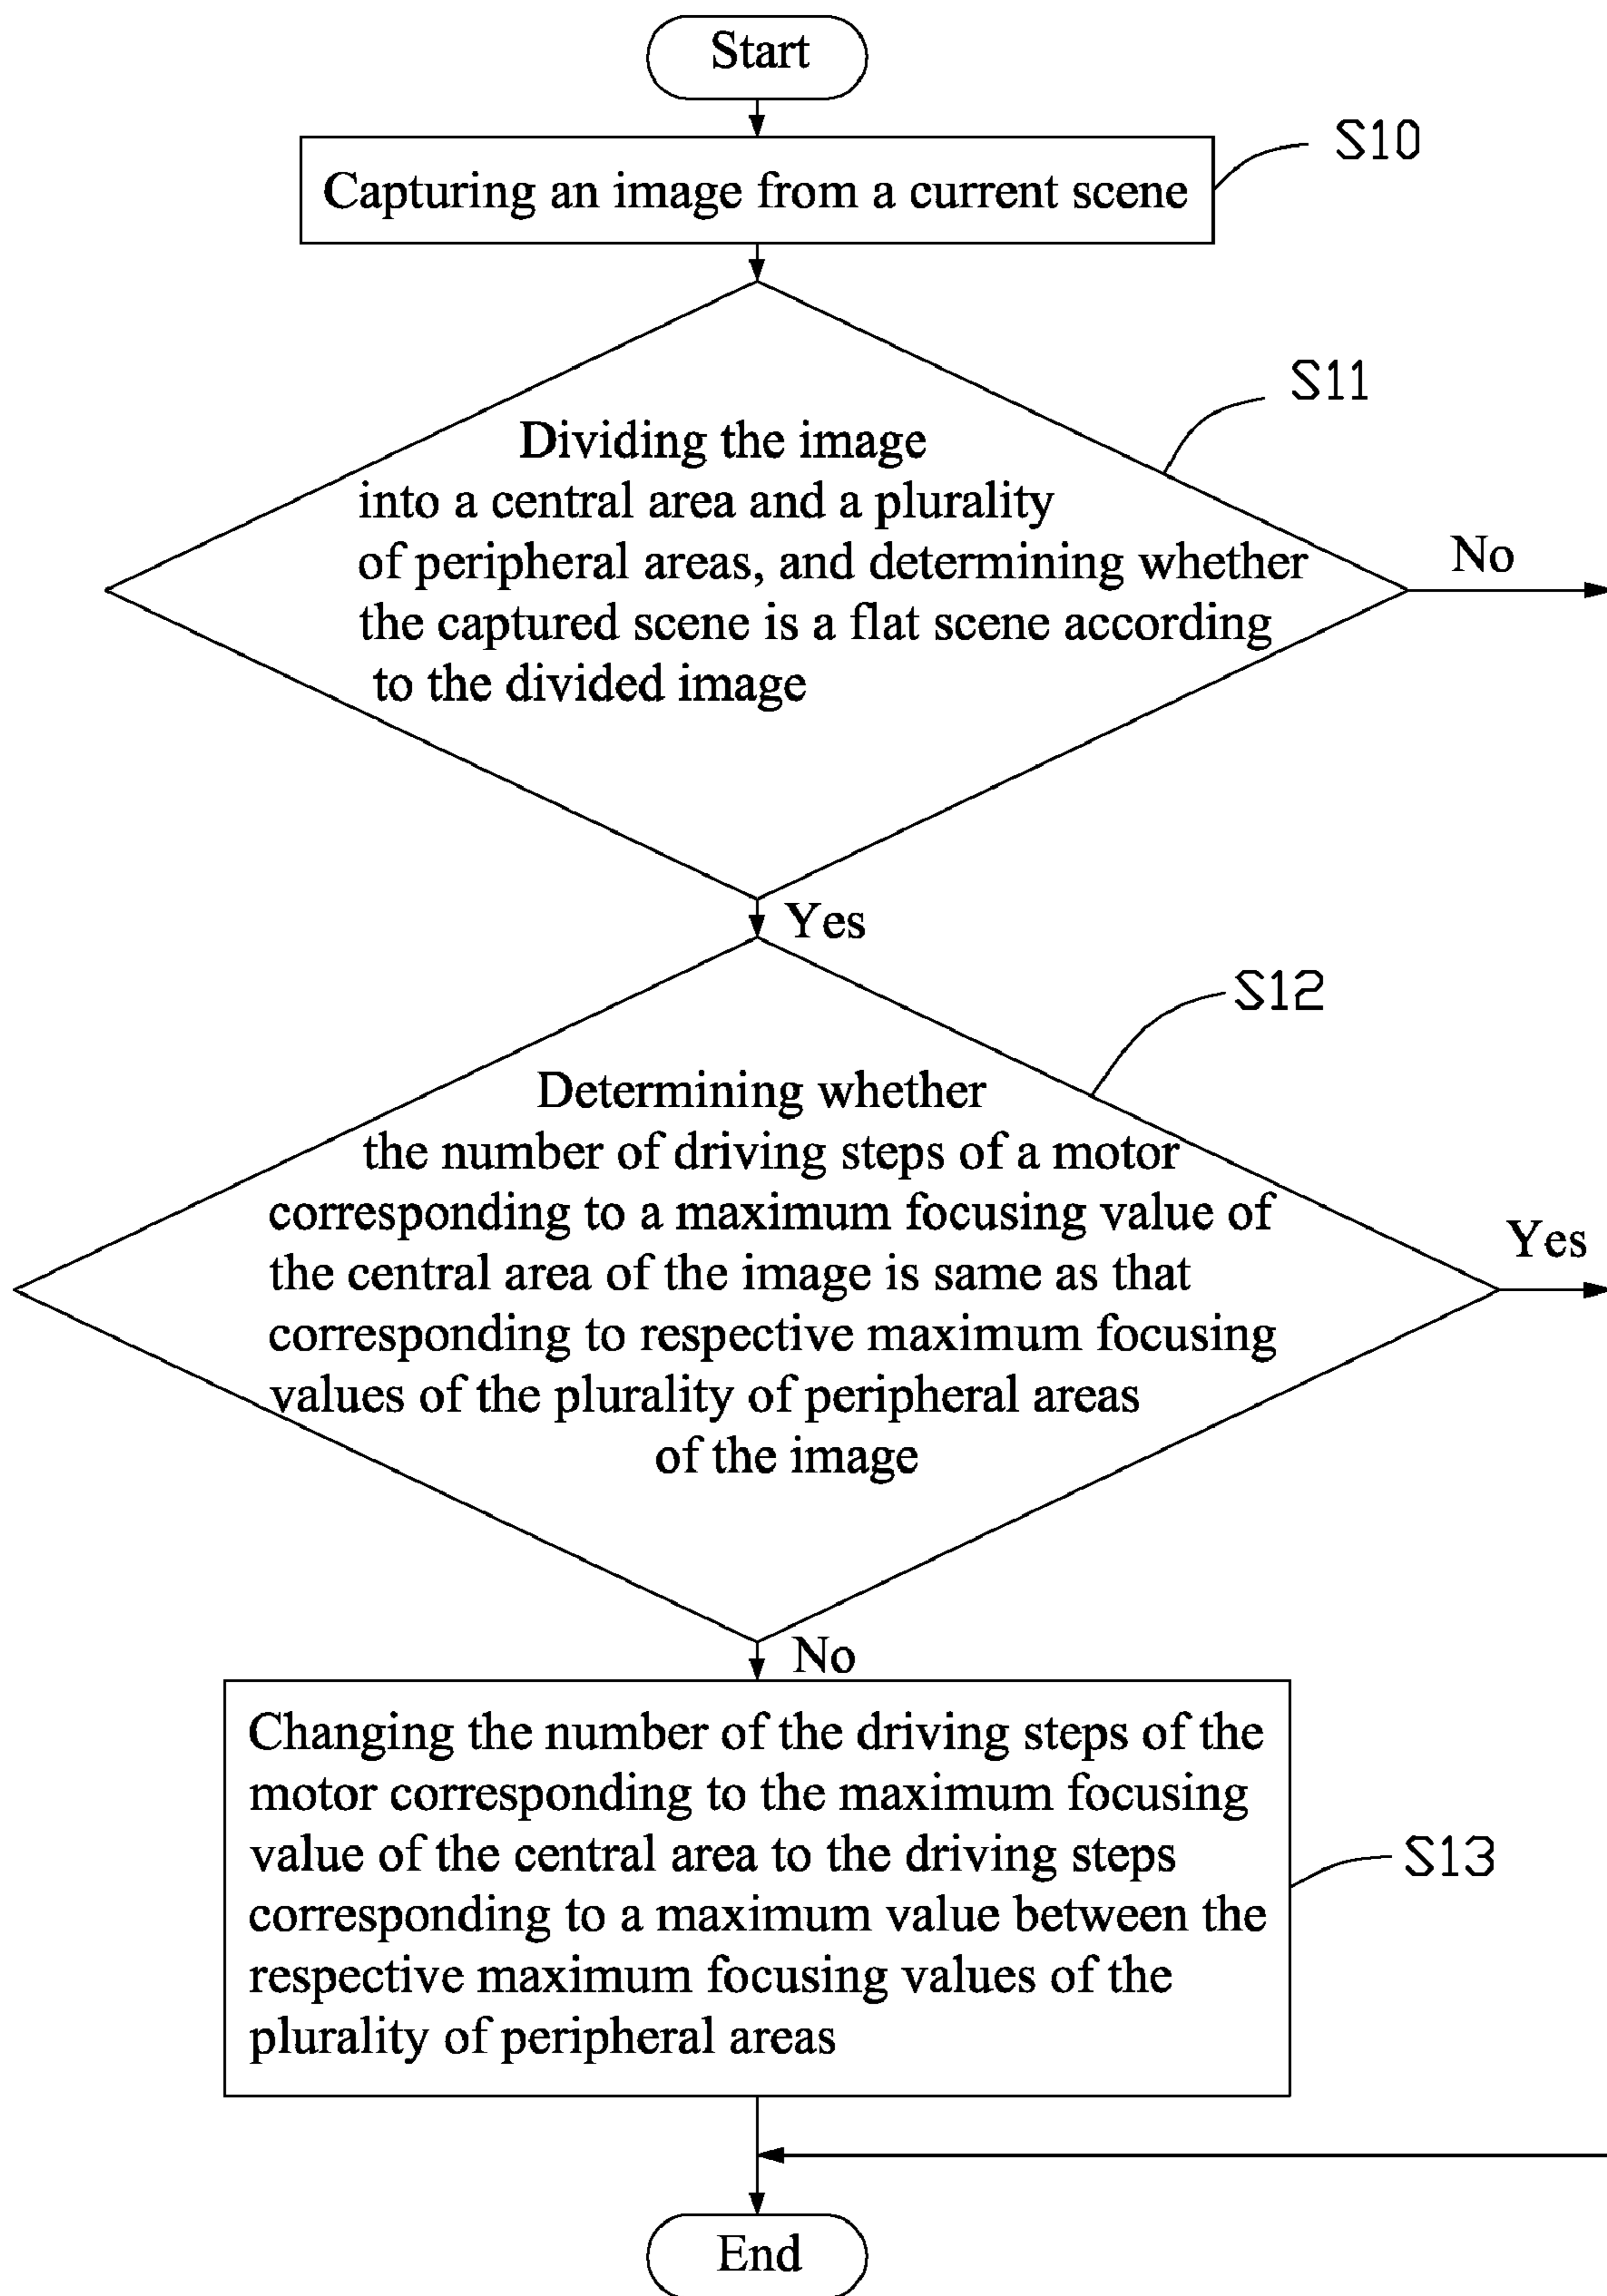 Start
Capturing an image from a current scene
S10
Dividing the image
into a central area and a plurality
of peripheral areas, and determining whether
the captured scene is a flat scene according
to the divided image
S11
No
Yes
Determining whether
the number of driving steps of a motor
corresponding to a maximum focusing value of
the central area of the image is same as that
corresponding to respective maximum focusing
values of the plurality of peripheral areas
of the image
S12
Yes
No
Changing the number of the driving steps of the
motor corresponding to the maximum focusing
value of the central area to the driving steps
corresponding to a maximum value between the
respective maximum focusing values of the
plurality of peripheral areas
S13
End